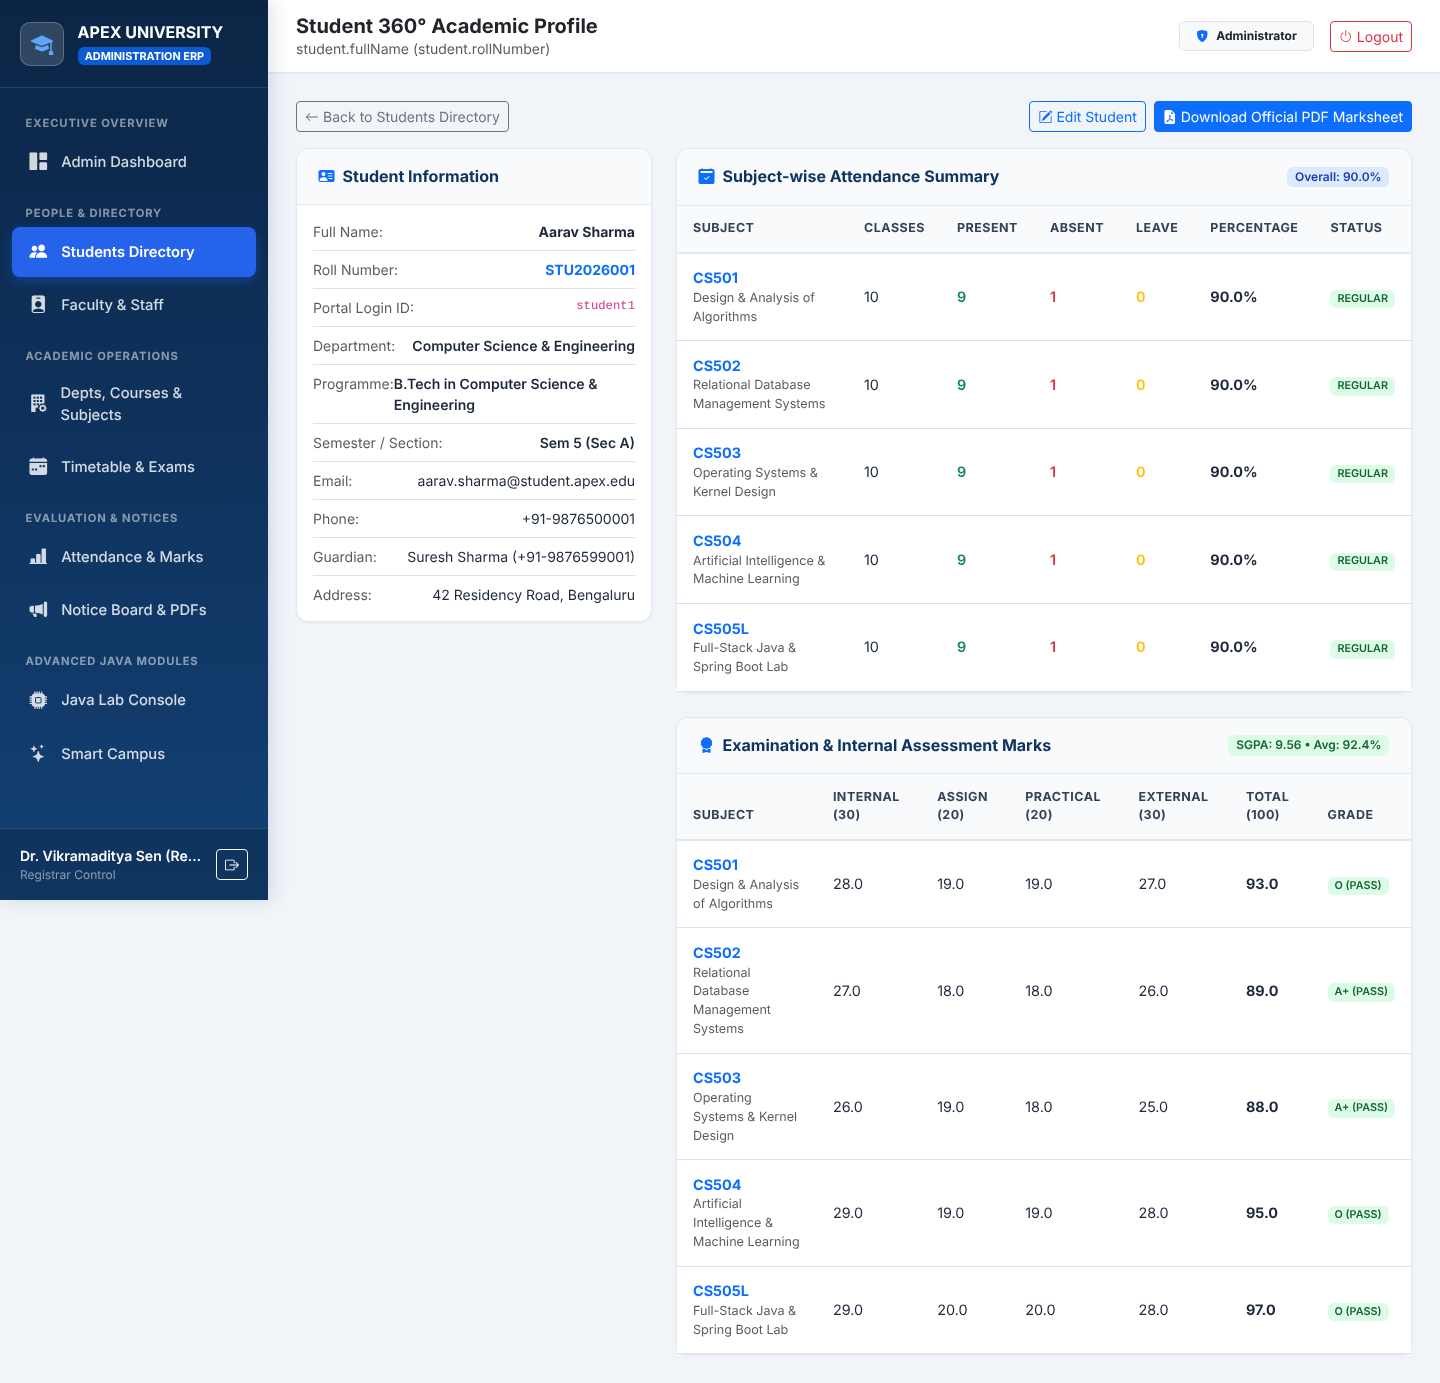 APEX UNIVERSITY
ADMINISTRATION ERP
EXECUTIVE OVERVIEW
Admin Dashboard
PEOPLE & DIRECTORY
Students Directory
Faculty & Staff
ACADEMIC OPERATIONS
Depts, Courses &
Subjects
Timetable & Exams
EVALUATION & NOTICES
Attendance & Marks
Notice Board & PDFs
ADVANCED JAVA MODULES
Java Lab Console
Smart Campus
Dr. Vikramaditya Sen (Re...
Registrar Control
Student 360° Academic Profile
student.fullName (student.rollNumber)
Administrator
Logout
← Back to Students Directory
Edit Student
Download Official PDF Marksheet
Student Information
Full Name: Aarav Sharma
Roll Number: STU2026001
Portal Login ID: student1
Department: Computer Science & Engineering
Programme: B.Tech in Computer Science &
Engineering
Semester / Section: Sem 5 (Sec A)
Email: aarav.sharma@student.apex.edu
Phone: +91-9876500001
Guardian: Suresh Sharma (+91-9876599001)
Address: 42 Residency Road, Bengaluru
Subject-wise Attendance Summary
Overall: 90.0%
SUBJECT CLASSES PRESENT ABSENT LEAVE PERCENTAGE STATUS
CS501
Design & Analysis of
Algorithms
10 9 1 0 90.0% REGULAR
CS502
Relational Database
Management Systems
10 9 1 0 90.0% REGULAR
CS503
Operating Systems &
Kernel Design
10 9 1 0 90.0% REGULAR
CS504
Artificial Intelligence &
Machine Learning
10 9 1 0 90.0% REGULAR
CS505L
Full-Stack Java &
Spring Boot Lab
10 9 1 0 90.0% REGULAR
Examination & Internal Assessment Marks
SGPA: 9.56 • Avg: 92.4%
SUBJECT INTERNAL (30) ASSIGN (20) PRACTICAL (20) EXTERNAL (30) TOTAL (100) GRADE
CS501
Design & Analysis
of Algorithms
28.0 19.0 19.0 27.0 93.0 O (PASS)
CS502
Relational
Database
Management
Systems
27.0 18.0 18.0 26.0 89.0 A+ (PASS)
CS503
Operating
Systems & Kernel
Design
26.0 19.0 18.0 25.0 88.0 A+ (PASS)
CS504
Artificial
Intelligence &
Machine Learning
29.0 19.0 19.0 28.0 95.0 O (PASS)
CS505L
Full-Stack Java &
Spring Boot Lab
29.0 20.0 20.0 28.0 97.0 O (PASS)